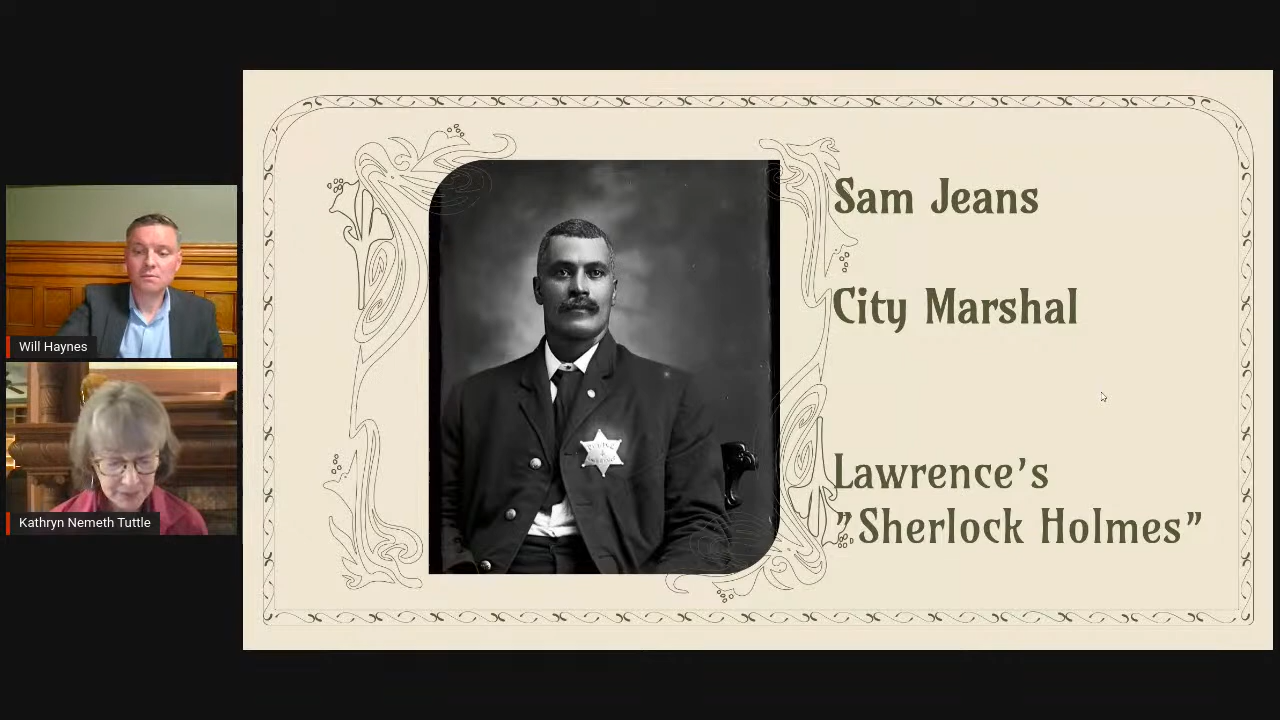 Will Haynes
Kathryn Nemeth Tuttle
Sam Jeans
City Marshal
Lawrence's
"Sherlock Holmes"